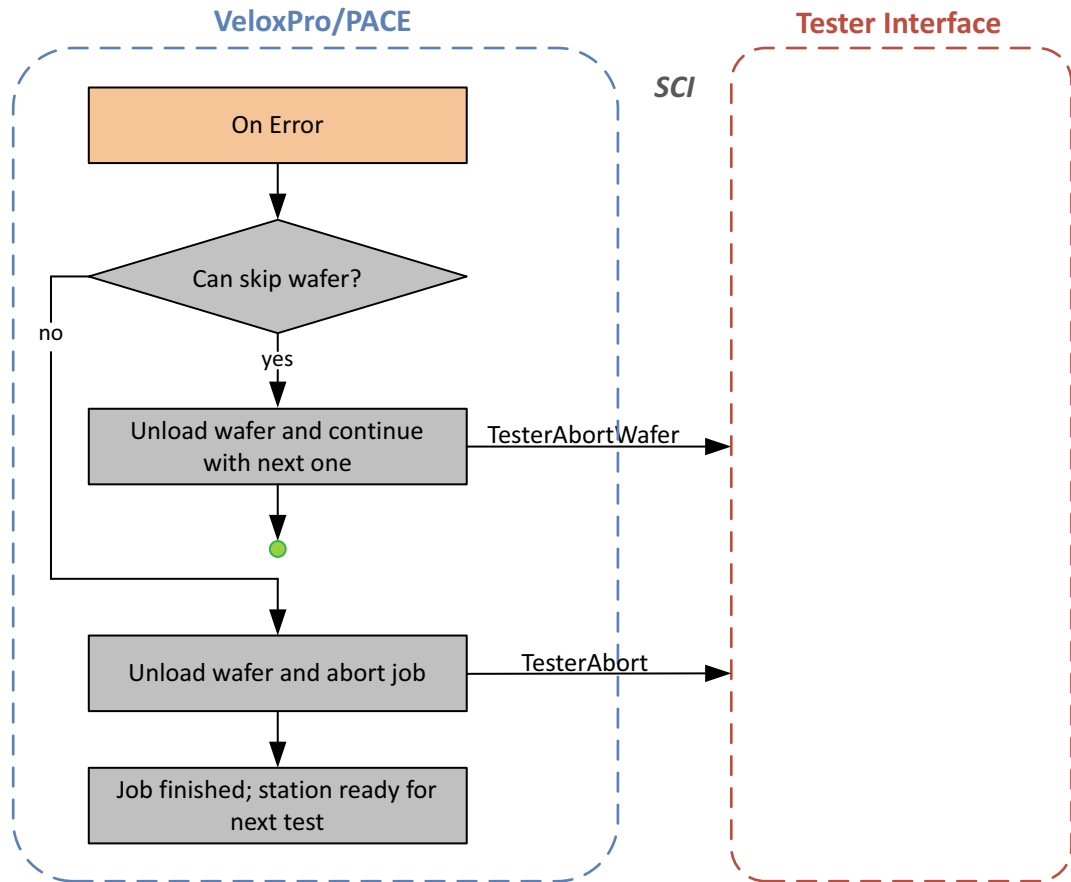 VeloxPro/PACE
Tester Interface
SCI
On Error
Can skip wafer?
no
yes
Unload wafer and continue
with next one
TesterAbortWafer
Unload wafer and abort job
TesterAbort
Job finished; station ready for
next test